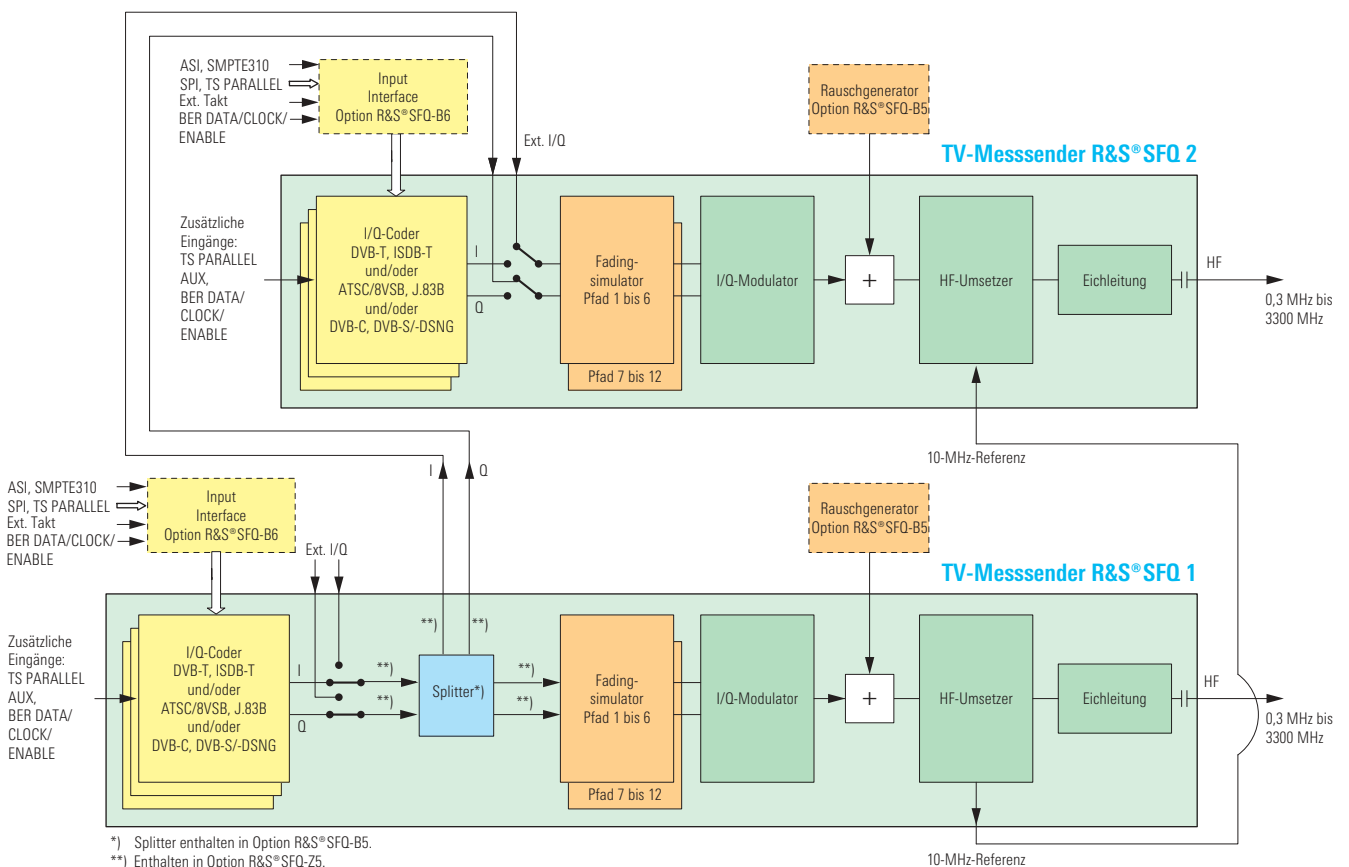 ASI, SMPTE310
SPI, TS PARALLEL
Ext. Takt
BER DATA/CLOCK/
ENABLE
Input
Interface
Option R&S®SFQ-B6
Ext. I/Q
Rauschgenerator
Option R&S®SFQ-B5
TV-Messsender R&S®SFQ 2
Zusätzliche
Eingänge:
TS PARALLEL
AUX,
BER DATA/
CLOCK/
ENABLE
I/Q-Coder
DVB-T, ISDB-T
und/oder
ATSC/8VSB, J.83B
und/oder
DVB-C, DVB-S/-DSNG
I
Q
Fading-
simulator
Pfad 1 bis 6
Pfad 7 bis 12
I/Q-Modulator
+
HF-Umsetzer
Eichleitung
HF
0,3 MHz bis
3300 MHz
10-MHz-Referenz
I
Q
ASI, SMPTE310
SPI, TS PARALLEL
Ext. Takt
BER DATA/CLOCK/
ENABLE
Input
Interface
Option R&S®SFQ-B6
Ext. I/Q
Rauschgenerator
Option R&S®SFQ-B5
TV-Messsender R&S®SFQ 1
Zusätzliche
Eingänge:
TS PARALLEL
AUX,
BER DATA/
CLOCK/
ENABLE
I/Q-Coder
DVB-T, ISDB-T
und/oder
ATSC/8VSB, J.83B
und/oder
DVB-C, DVB-S/-DSNG
I
Q
**)
**)
**)
**)
Splitter*)
**)
**)
Fading-
simulator
Pfad 1 bis 6
Pfad 7 bis 12
I/Q-Modulator
+
HF-Umsetzer
Eichleitung
HF
0,3 MHz bis
3300 MHz
10-MHz-Referenz
*) Splitter enthalten in Option R&S®SFQ-B5.
**) Enthalten in Option R&S®SFQ-Z5.